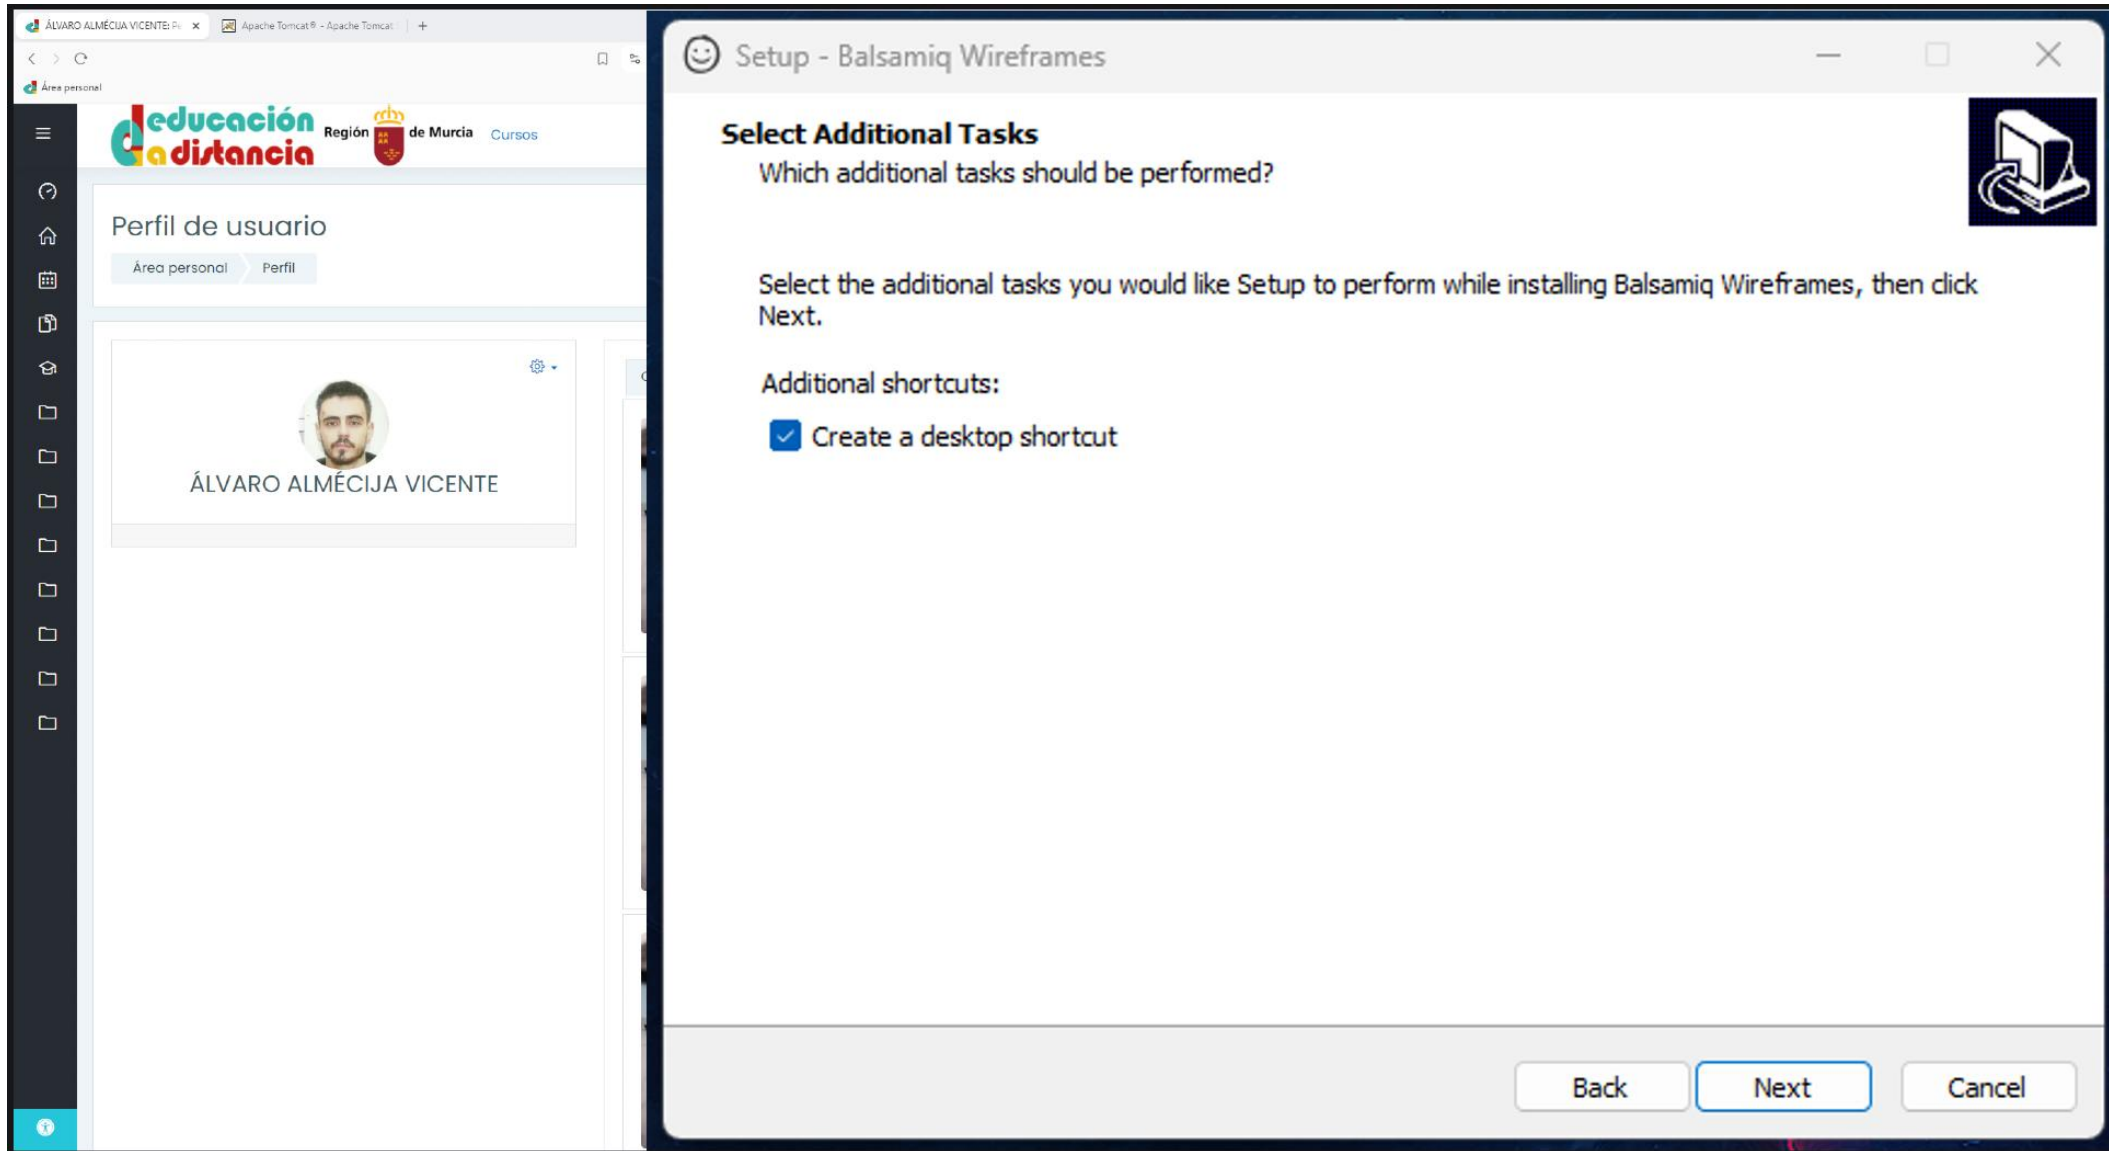 ÁLVARO ALMÉCIJA VICENTE: Pe
Apache Tomcat® - Apache Tomcat
Área personal
educación
a distancia
Región de Murcia
Cursos
Perfil de usuario
Área personal
Perfil
ÁLVARO ALMÉCIJA VICENTE
Setup - Balsamiq Wireframes
Select Additional Tasks
Which additional tasks should be performed?
Select the additional tasks you would like Setup to perform while installing Balsamiq Wireframes, then click
Next.
Additional shortcuts:
Create a desktop shortcut
Back
Next
Cancel